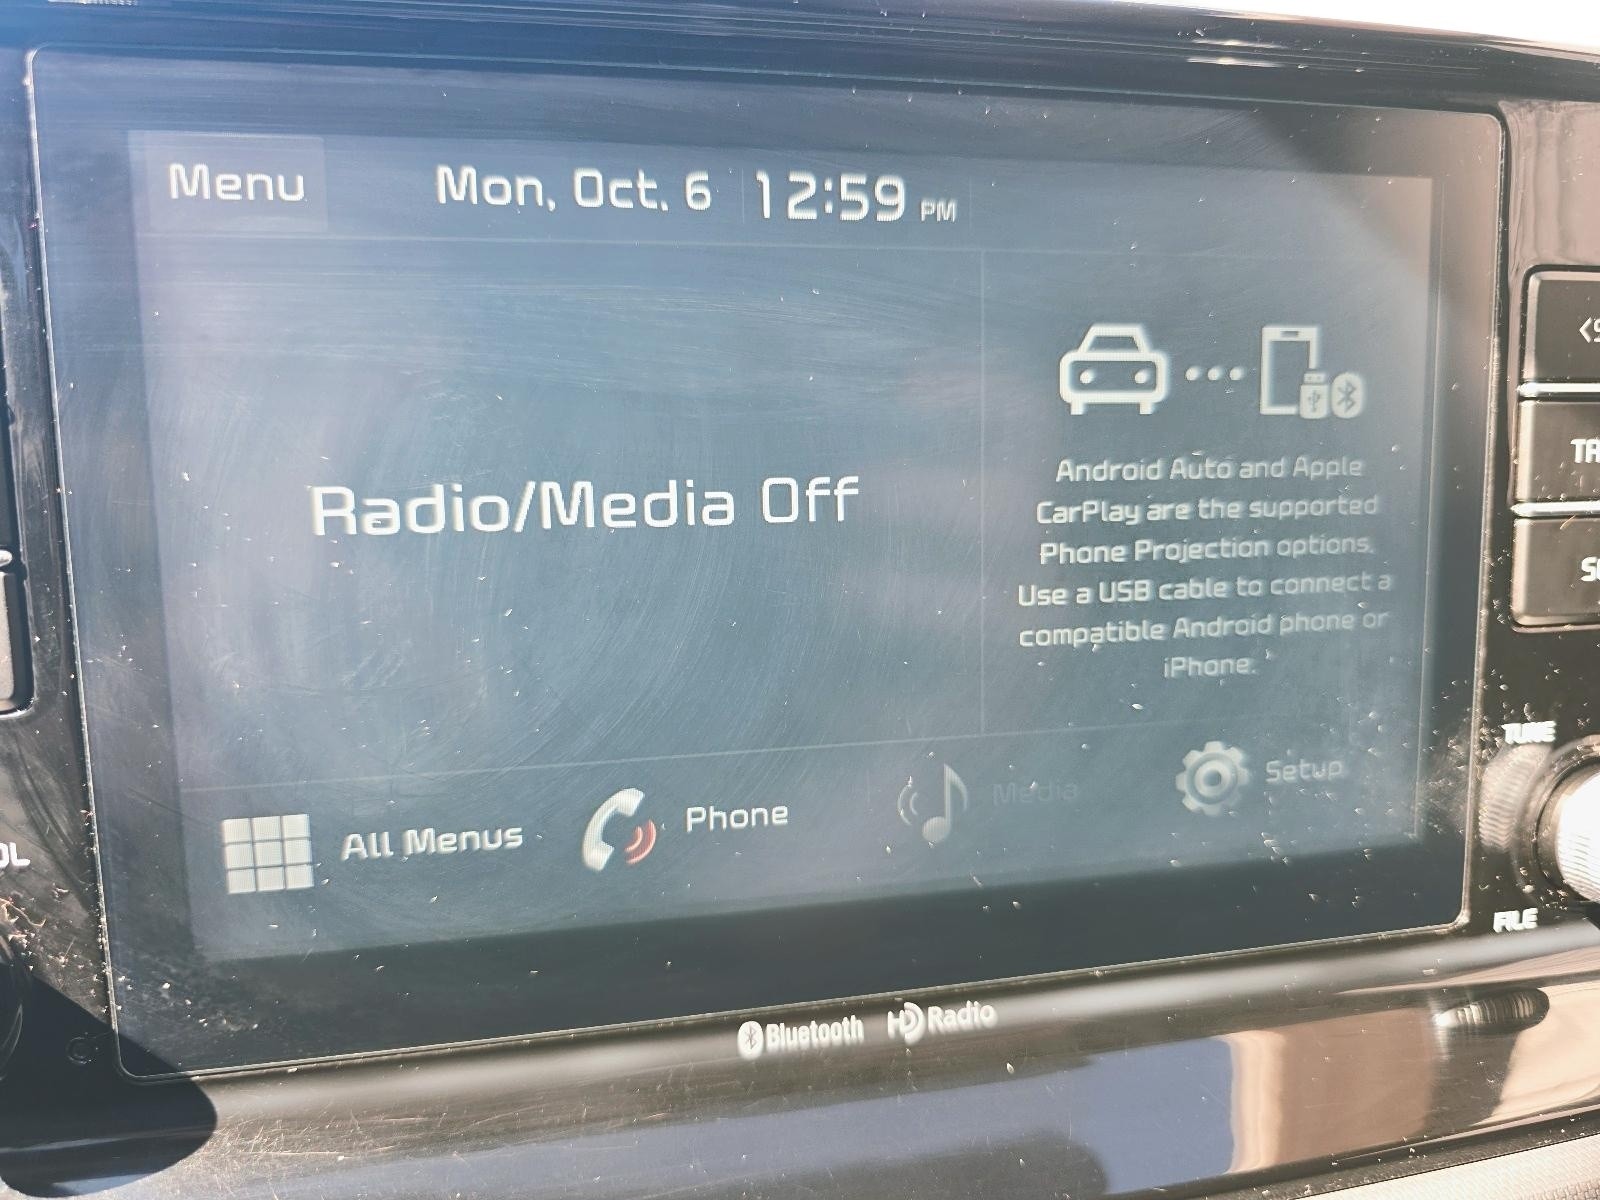 Menu
Mon, Oct. 6 12:59 PM
Radio/Media Off
Android Auto and Apple
CarPlay are the supported
Phone Projection options.
Use a USB cable to connect a
compatible Android phone or
iPhone.
All Menus
Phone
Media
Setup
Bluetooth
HD Radio
TUNE
FILE